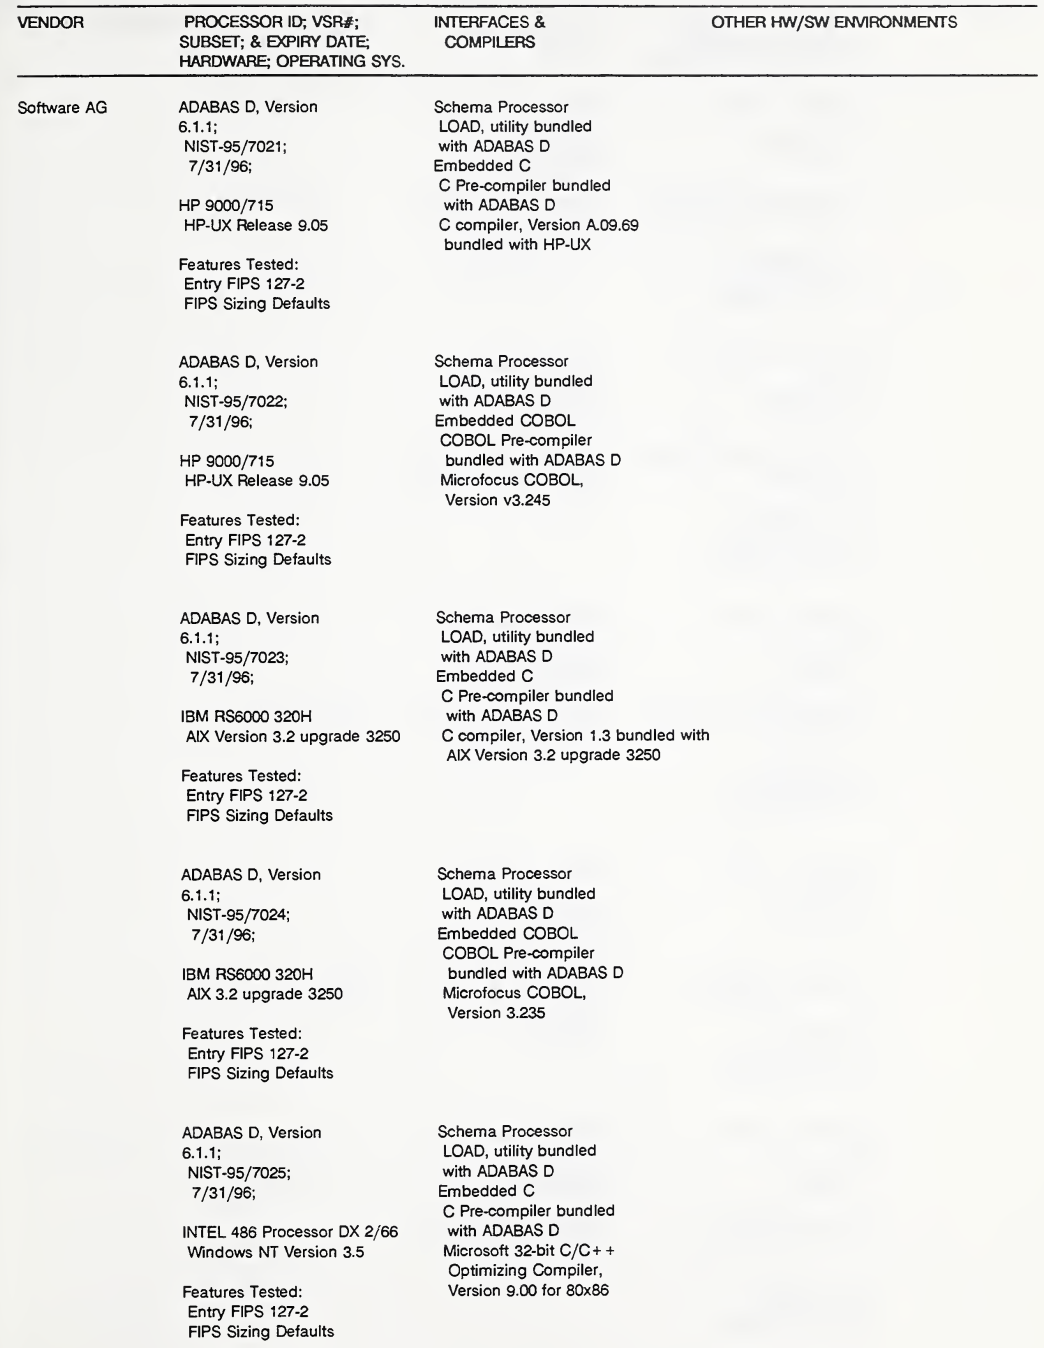 VENDOR PROCESSOR ID; VSR#; INTERFACES & OTHER HW/SW ENVIRONMENTS
SUBSET; & EXPIRY DATE; COMPILERS
HARDWARE; OPERATING SYS.
Software AG ADABAS D, Version Schema Processor
6.1.1; LOAD, utility bundled
NIST-95/7021; with ADABAS D
7/31/96; Embedded C
C Pre-compiler bundled
HP 9000/715 with ADABAS D
HP-UX Release 9.05 C compiler, Version A.09.69
bundled with HP-UX
Features Tested:
Entry FIPS 127-2
FIPS Sizing Defaults
ADABAS D, Version Schema Processor
6.1.1; LOAD, utility bundled
NIST-95/7022; with ADABAS D
7/31/96; Embedded COBOL
COBOL Pre-compiler
HP 9000/715 bundled with ADABAS D
HP-UX Release 9.05 Microfocus COBOL,
Version v3.245
Features Tested:
Entry FIPS 127-2
FIPS Sizing Defaults
ADABAS D, Version Schema Processor
6.1.1; LOAD, utility bundled
NIST-95/7023; with ADABAS D
7/31/96; Embedded C
C Pre-compiler bundled
IBM RS6000 320H with ADABAS D
AIX Version 3.2 upgrade 3250 C compiler, Version 1.3 bundled with
AIX Version 3.2 upgrade 3250
Features Tested:
Entry FIPS 127-2
FIPS Sizing Defaults
ADABAS D, Version Schema Processor
6.1.1; LOAD, utility bundled
NIST-95/7024; with ADABAS D
7/31/96; Embedded COBOL
COBOL Pre-compiler
IBM RS6000 320H bundled with ADABAS D
AIX 3.2 upgrade 3250 Microfocus COBOL,
Version 3.235
Features Tested:
Entry FIPS 127-2
FIPS Sizing Defaults
ADABAS D, Version Schema Processor
6.1.1; LOAD, utility bundled
NIST-95/7025; with ADABAS D
7/31/96; Embedded C
C Pre-compiler bundled
INTEL 486 Processor DX 2/66 with ADABAS D
Windows NT Version 3.5 Microsoft 32-bit C/C+ +
Optimizing Compiler,
Features Tested: Version 9.00 for 80x86
Entry FIPS 127-2
FIPS Sizing Defaults